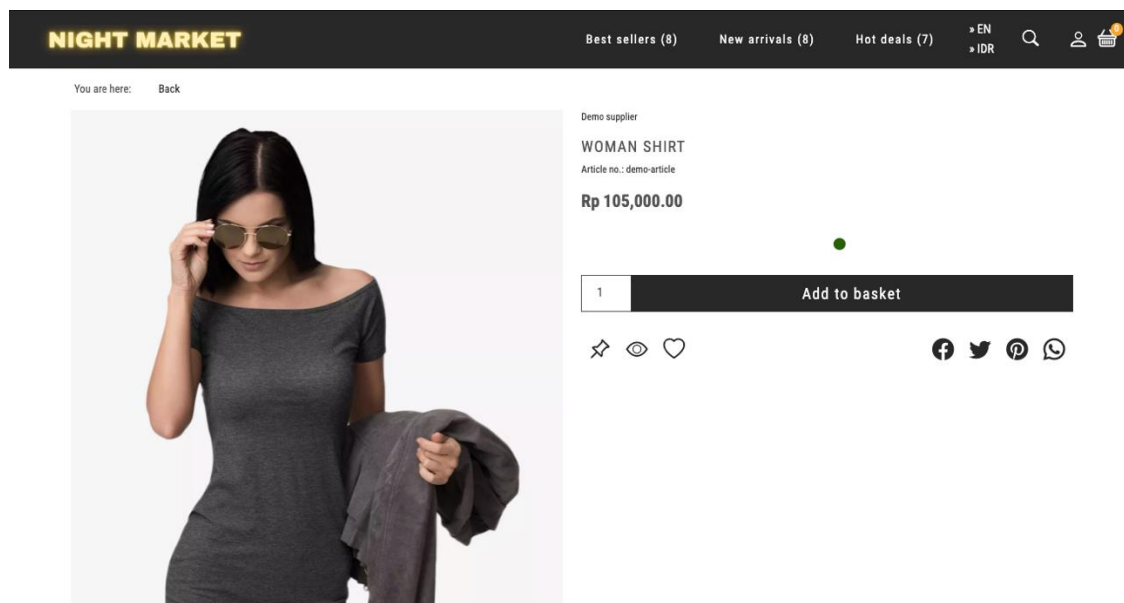 NIGHT MARKET
Best sellers (8)
New arrivals (8)
Hot deals (7)
» EN
» IDR
0
You are here: Back
Demo supplier
WOMAN SHIRT
Article no.: demo-article
Rp 105,000.00
1
Add to basket